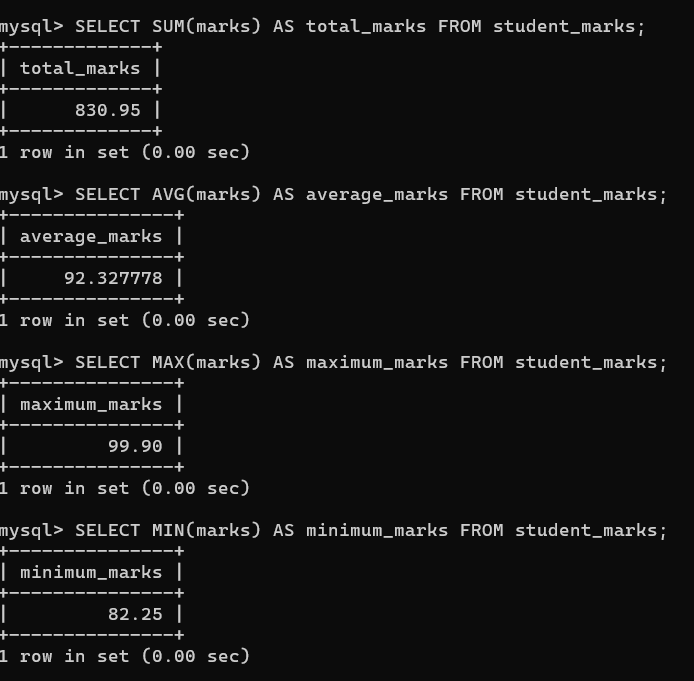 mysql> SELECT SUM(marks) AS total_marks FROM student_marks;
+-------------+
| total_marks |
+-------------+
|      830.95 |
+-------------+
1 row in set (0.00 sec)
mysql> SELECT AVG(marks) AS average_marks FROM student_marks;
+---------------+
| average_marks |
+---------------+
|     92.327778 |
+---------------+
1 row in set (0.00 sec)
mysql> SELECT MAX(marks) AS maximum_marks FROM student_marks;
+---------------+
| maximum_marks |
+---------------+
|         99.90 |
+---------------+
1 row in set (0.00 sec)
mysql> SELECT MIN(marks) AS minimum_marks FROM student_marks;
+---------------+
| minimum_marks |
+---------------+
|         82.25 |
+---------------+
1 row in set (0.00 sec)